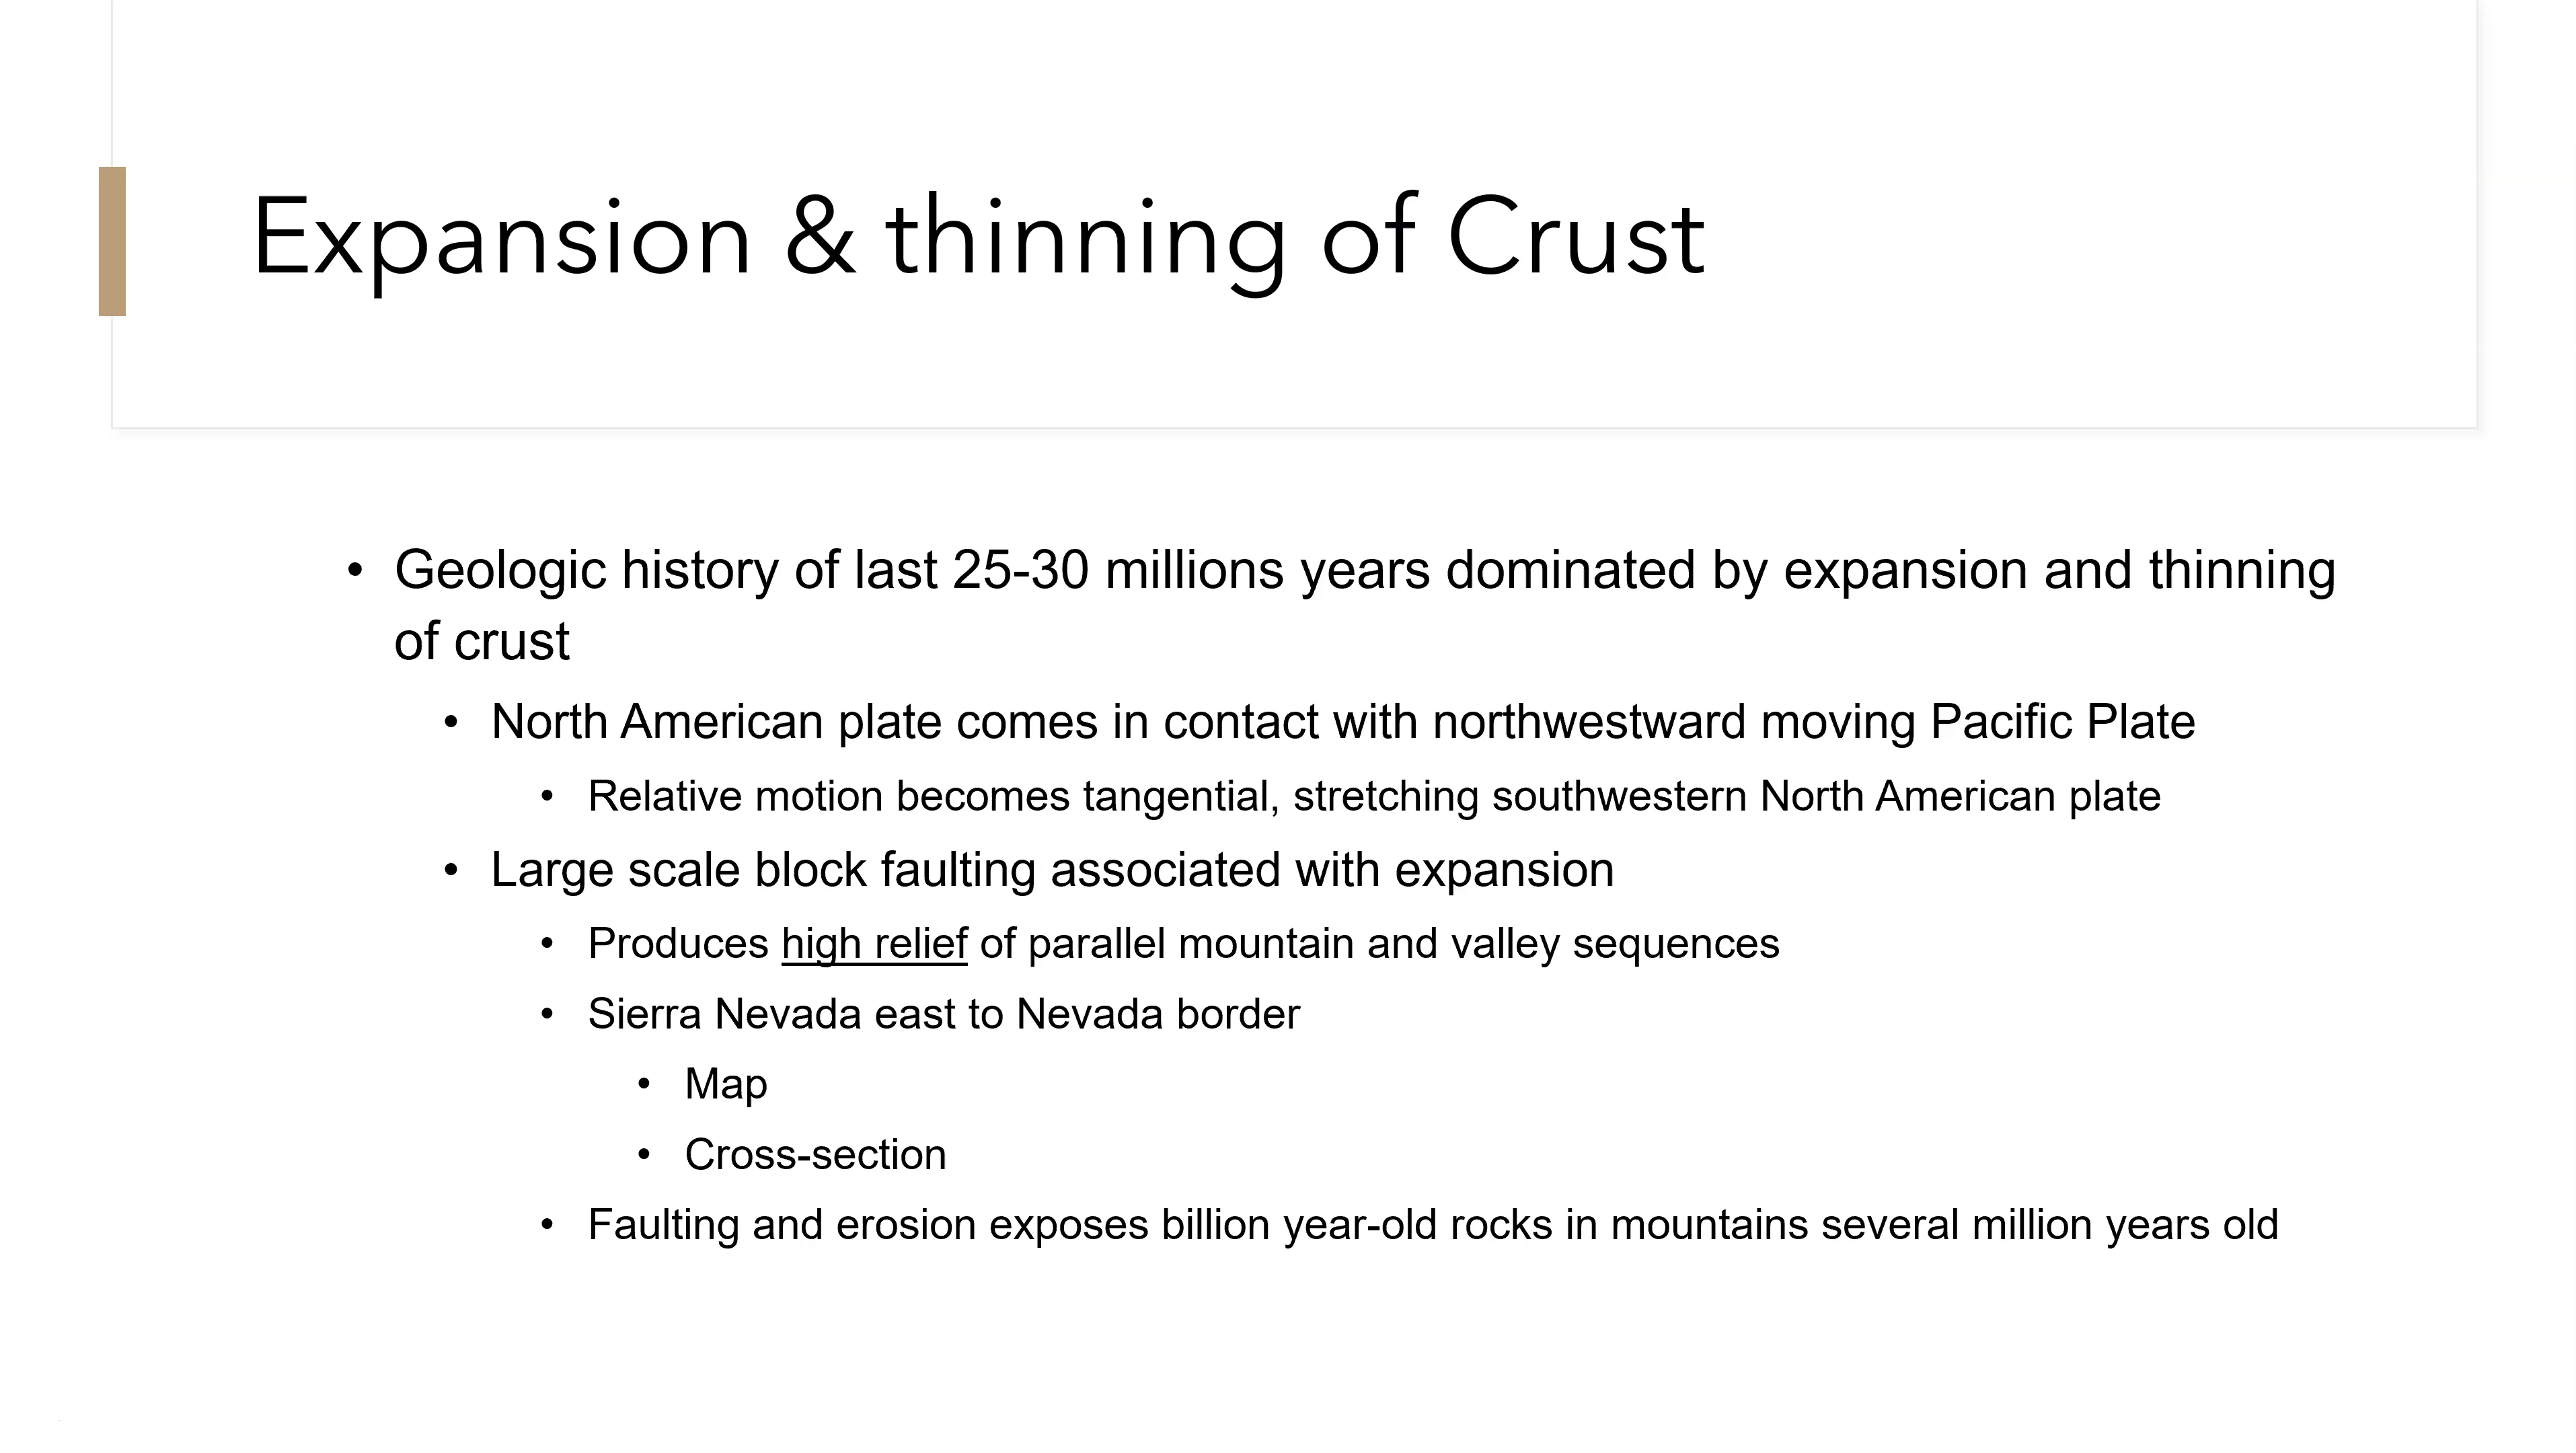 Expansion & thinning of Crust
• Geologic history of last 25-30 millions years dominated by expansion and thinning
of crust
• North American plate comes in contact with northwestward moving Pacific Plate
• Relative motion becomes tangential, stretching southwestern North American plate
• Large scale block faulting associated with expansion
• Produces high relief of parallel mountain and valley sequences
• Sierra Nevada east to Nevada border
• Map
• Cross-section
• Faulting and erosion exposes billion year-old rocks in mountains several million years old